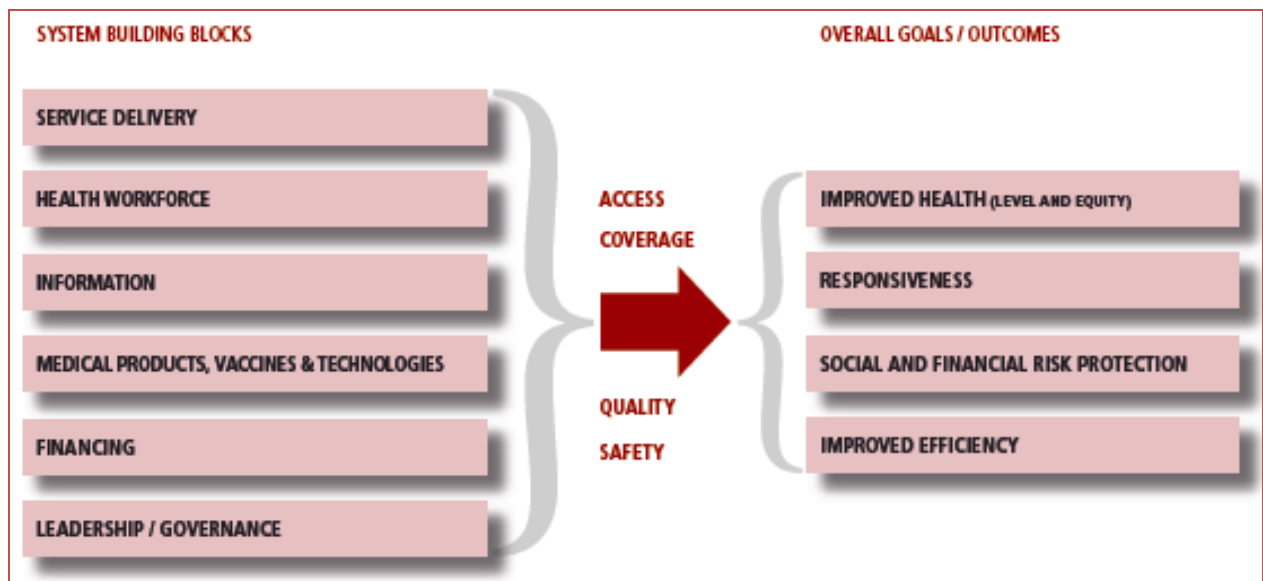 SYSTEM BUILDING BLOCKS
SERVICE DELIVERY
HEALTH WORKFORCE
INFORMATION
MEDICAL PRODUCTS, VACCINES & TECHNOLOGIES
FINANCING
LEADERSHIP / GOVERNANCE
ACCESS
COVERAGE
QUALITY
SAFETY
OVERALL GOALS / OUTCOMES
IMPROVED HEALTH (LEVEL AND EQUITY)
RESPONSIVENESS
SOCIAL AND FINANCIAL RISK PROTECTION
IMPROVED EFFICIENCY